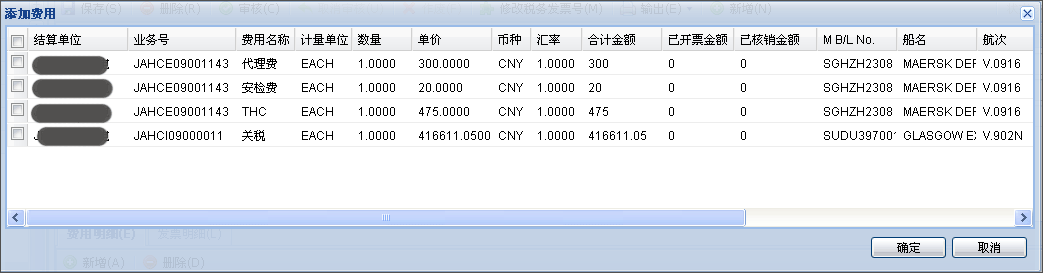 保存(S) 删除(R) 审核(C) 修改税务发票号(M) 输出(E) 新增(N)
添加费用
结算单位 业务号 费用名称 计量单位 数量 单价 币种 汇率 合计金额 已开票金额 已核销金额 M B/L No. 船名 航次
JAHCE09001143 代理费 EACH 1.0000 300.0000 CNY 1.0000 300 0 0 SGHZH2308 MAERSK DEF V.0916
JAHCE09001143 安检费 EACH 1.0000 20.0000 CNY 1.0000 20 0 0 SGHZH2308 MAERSK DEF V.0916
JAHCE09001143 THC EACH 1.0000 475.0000 CNY 1.0000 475 0 0 SGHZH2308 MAERSK DEF V.0916
JAHCI09000011 关税 EACH 1.0000 416611.0500 CNY 1.0000 416611.05 0 0 SUDU397001 GLASGOW EX V.902N
费用明细(E) 发票明细(L)
确定 取消
新增(A) 删除(D)